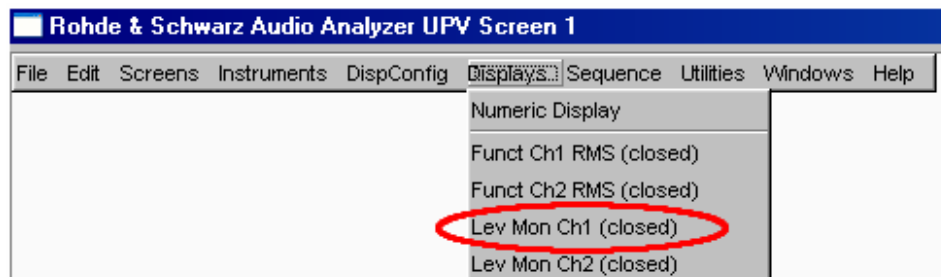 Rohde & Schwarz Audio Analyzer UPV Screen 1
File Edit Screens Instruments DispConfig Displays... Sequence Utilities Windows Help
Numeric Display
Funct Ch1 RMS (closed)
Funct Ch2 RMS (closed)
Lev Mon Ch1 (closed)
Lev Mon Ch2 (closed)